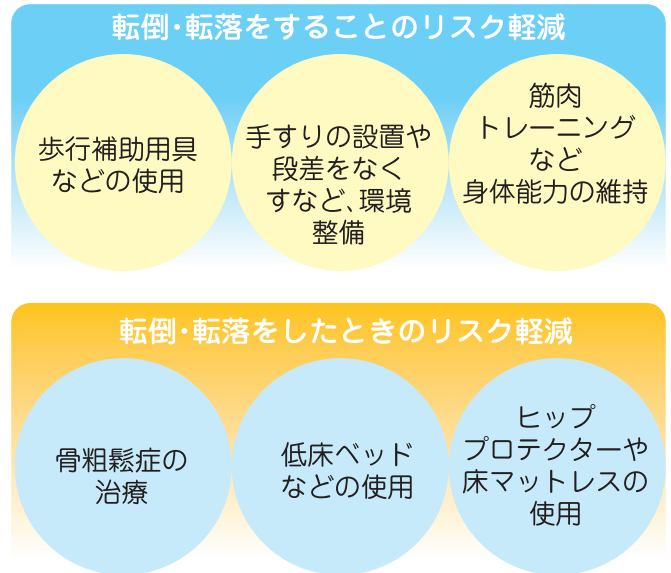 転倒・転落をすることのリスク軽減
歩行補助用具
などの使用
手すりの設置や
段差をなく
すなど、環境
整備
筋肉
トレーニング
など
身体能力の維持
転倒・転落をしたときのリスク軽減
骨粗鬆症の
治療
低床ベッド
などの使用
ヒップ
プロテクターや
床マットレスの
使用